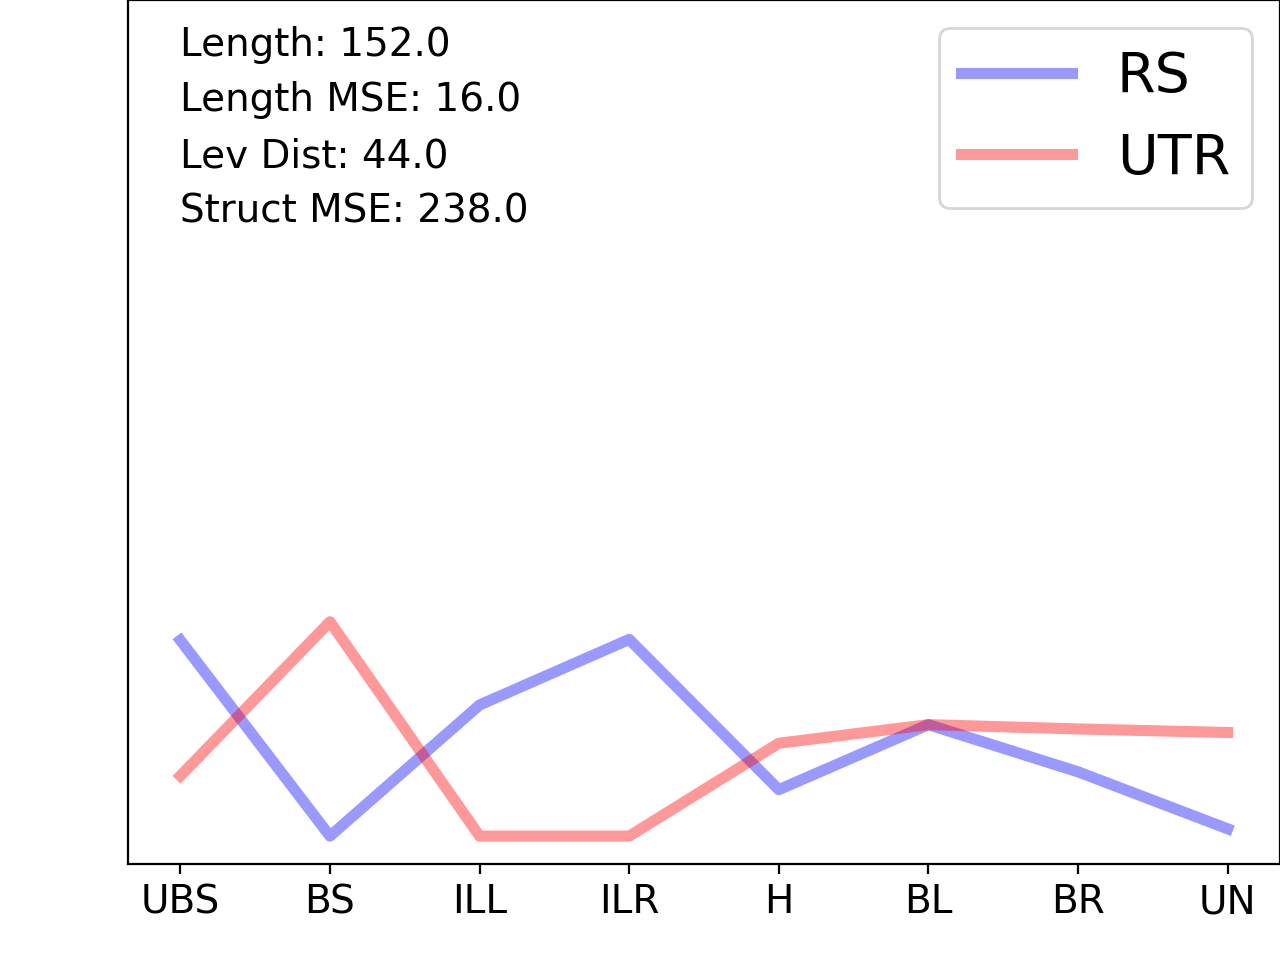 Length: 152.0
Length MSE: 16.0
Lev Dist: 44.0
Struct MSE: 238.0
RS
UTR
UBS BS ILL ILR H BL BR UN